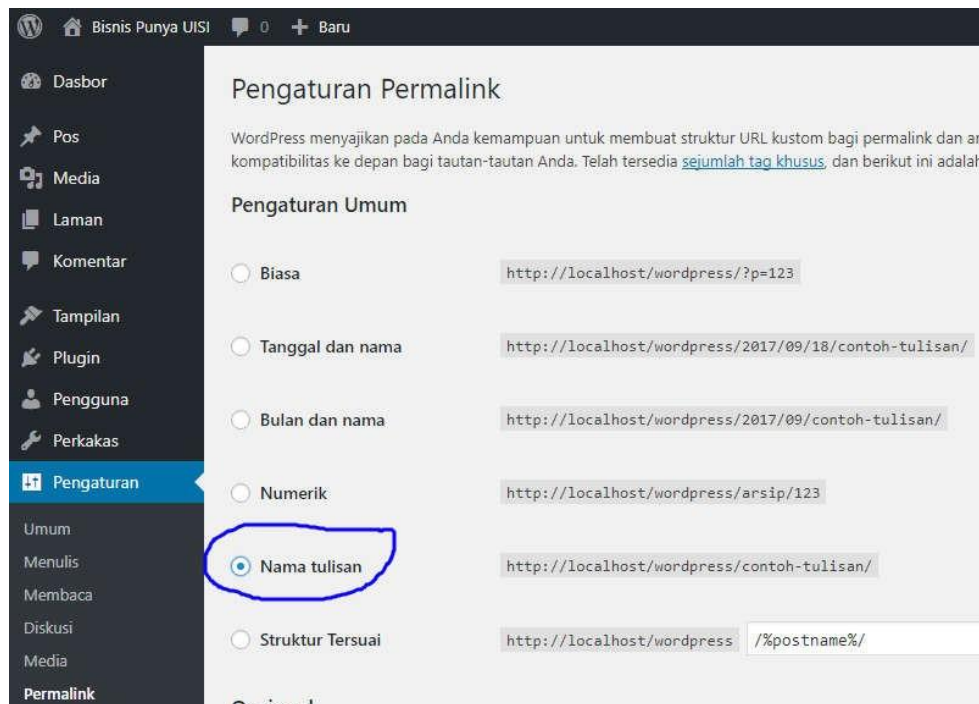 Bisnis Punya UISI 0 + Baru
Dasbor
Pos
Media
Laman
Komentar
Tampilan
Plugin
Pengguna
Perkakas
Pengaturan
Umum
Menulis
Membaca
Diskusi
Media
Permalink
Pengaturan Permalink
WordPress menyajikan pada Anda kemampuan untuk membuat struktur URL kustom bagi permalink dan
kompatibilitas ke depan bagi tautan-tautan Anda. Telah tersedia sejumlah tag khusus, dan berikut ini adalah
Pengaturan Umum
Biasa http://localhost/wordpress/?p=123
Tanggal dan nama http://localhost/wordpress/2017/09/18/contoh-tulisan/
Bulan dan nama http://localhost/wordpress/2017/09/contoh-tulisan/
Numerik http://localhost/wordpress/arsip/123
Nama tulisan http://localhost/wordpress/contoh-tulisan/
Struktur Tersuai http://localhost/wordpress /%postname%/